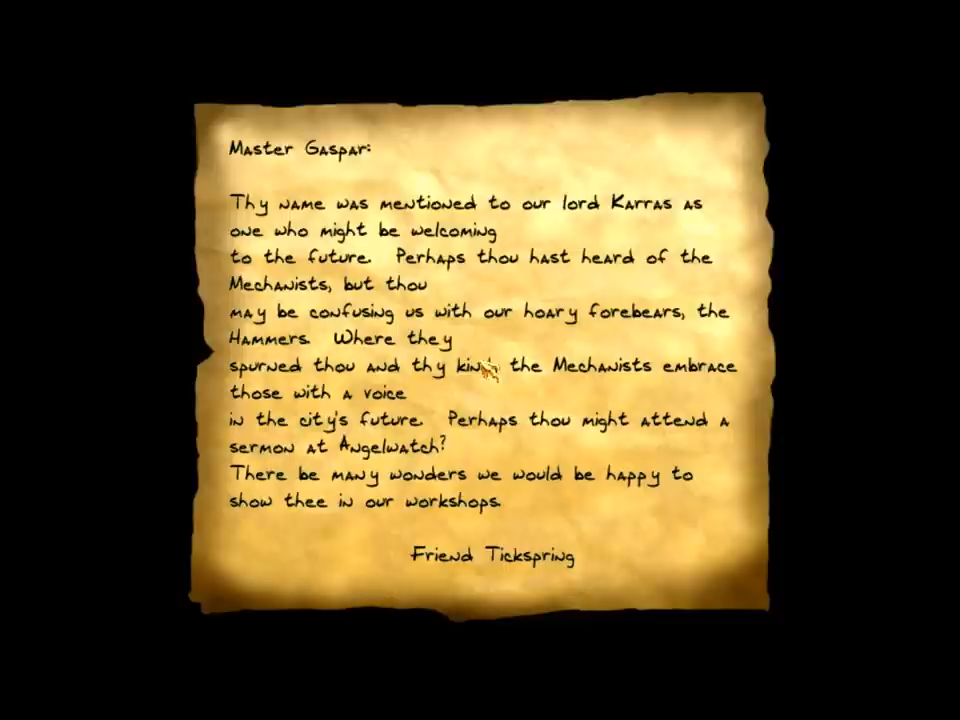 Master Gaspar:
Thy name was mentioned to our lord Karras as
one who might be welcoming
to the future. Perhaps thou hast heard of the
Mechanists, but thou
may be confusing us with our hoary forebears, the
Hammers. Where they
spurned thou and thy kind, the Mechanists embrace
those with a voice
in the city's future. Perhaps thou might attend a
sermon at Angelwatch?
There be many wonders we would be happy to
show thee in our workshops.
Friend Tickspring